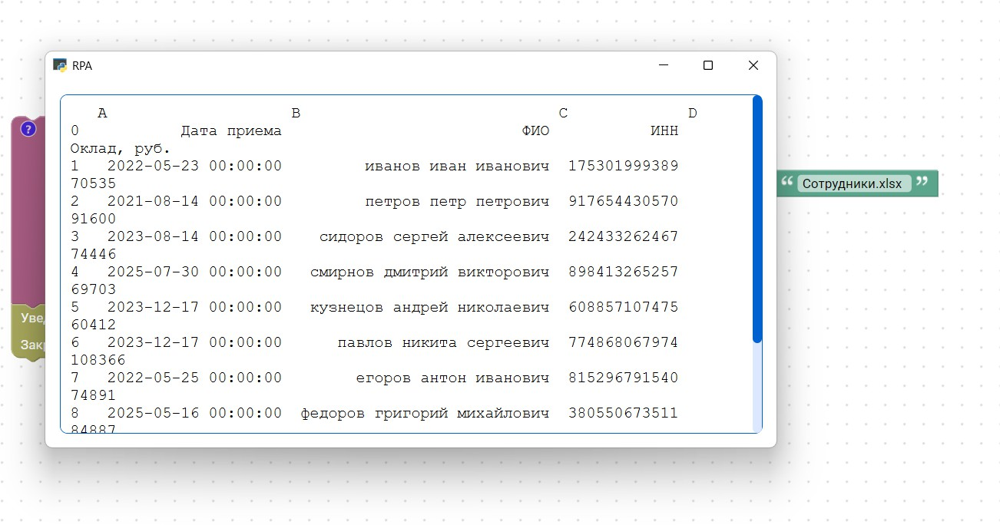 RPA
A B C D
0 Дата приема ФИО ИНН
Оклад, руб.
1 2022-05-23 00:00:00 иванов иван иванович 175301999389
70535
2 2021-08-14 00:00:00 петров петр петрович 917654430570
91600
3 2023-08-14 00:00:00 сидоров сергей алексеевич 242433262467
74446
4 2025-07-30 00:00:00 смирнов дмитрий викторович 898413265257
69703
5 2023-12-17 00:00:00 кузнецов андрей николаевич 608857107475
60412
6 2023-12-17 00:00:00 павлов никита сергеевич 774868067974
108366
7 2022-05-25 00:00:00 егоров антон иванович 815296791540
74891
8 2025-05-16 00:00:00 федоров григорий михайлович 380550673511
84887
?
“ Сотрудники.xlsx ”